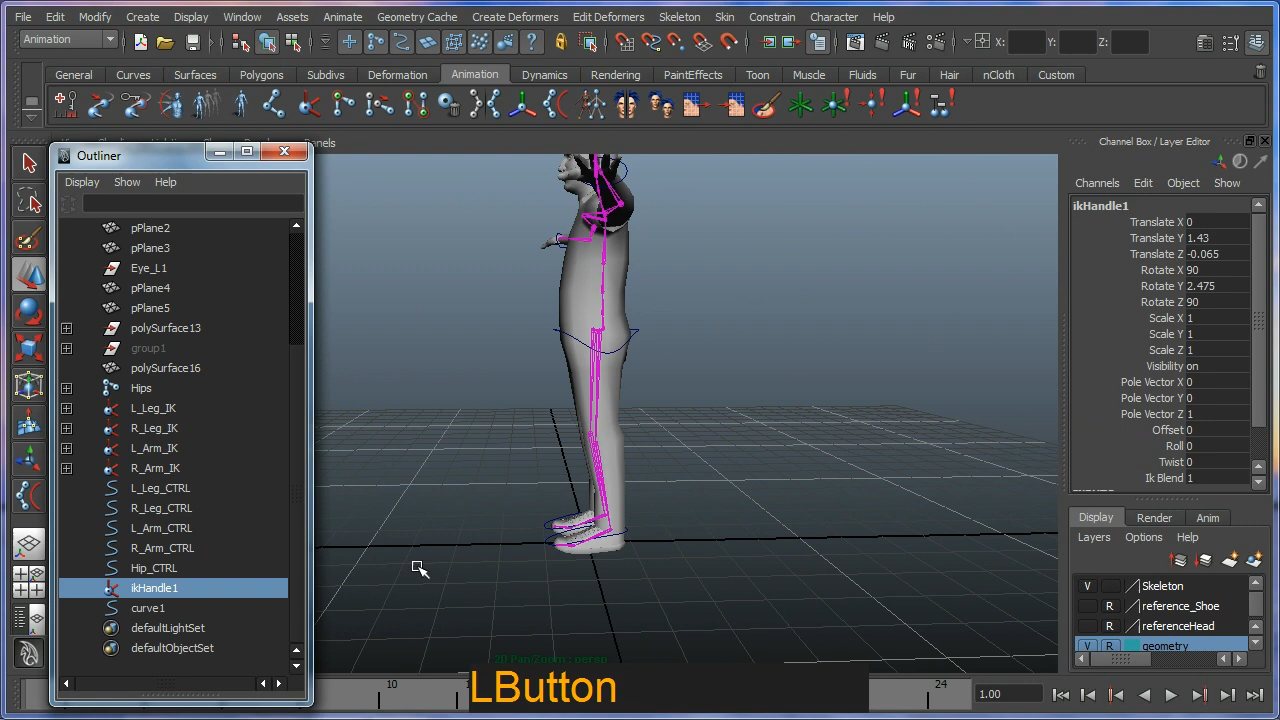 File Edit Modify Create Display Window Assets Animate Geometry Cache Create Deformers Edit Deformers Skeleton Skin Constrain Character Help
Animation X: Y: Z:
General Curves Surfaces Polygons Subdivs Deformation Animation Dynamics Rendering PaintEffects Toon Muscle Fluids Fur Hair nCloth Custom
Panels
Channel Box / Layer Editor
Outliner
Display Show Help
Channels Edit Object Show
pPlane2
pPlane3
Eye_L1
pPlane4
pPlane5
polySurface13
group1
polySurface16
Hips
L_Leg_IK
R_Leg_IK
L_Arm_IK
R_Arm_IK
L_Leg_CTRL
R_Leg_CTRL
L_Arm_CTRL
R_Arm_CTRL
Hip_CTRL
ikHandle1
curve1
defaultLightSet
defaultObjectSet
ikHandle1
Translate X 0
Translate Y 1.43
Translate Z -0.065
Rotate X 90
Rotate Y 2.475
Rotate Z 90
Scale X 1
Scale Y 1
Scale Z 1
Visibility on
Pole Vector X 0
Pole Vector Y 0
Pole Vector Z 1
Offset 0
Roll 0
Twist 0
Ik Blend 1
Display Render Anim
Layers Options Help
V Skeleton
R reference_Shoe
R referenceHead
V R geometry
2D Pan/Zoom : persp
LButton
10 24 1.00